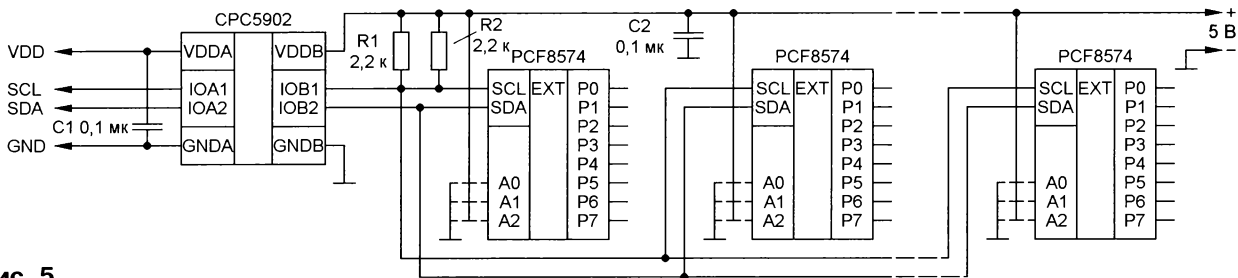 CPC5902
VDD
SCL
SDA
GND
C1 0,1 мк
VDDA
IOA1
IOA2
GNDA
VDDB
IOB1
IOB2
GNDB
R1
2,2 к
R2
2,2 к
C2
0,1 мк
+
5 В
-
PCF8574
SCL
SDA
A0
A1
A2
EXT
P0
P1
P2
P3
P4
P5
P6
P7
PCF8574
SCL
SDA
A0
A1
A2
EXT
P0
P1
P2
P3
P4
P5
P6
P7
PCF8574
SCL
SDA
A0
A1
A2
EXT
P0
P1
P2
P3
P4
P5
P6
P7